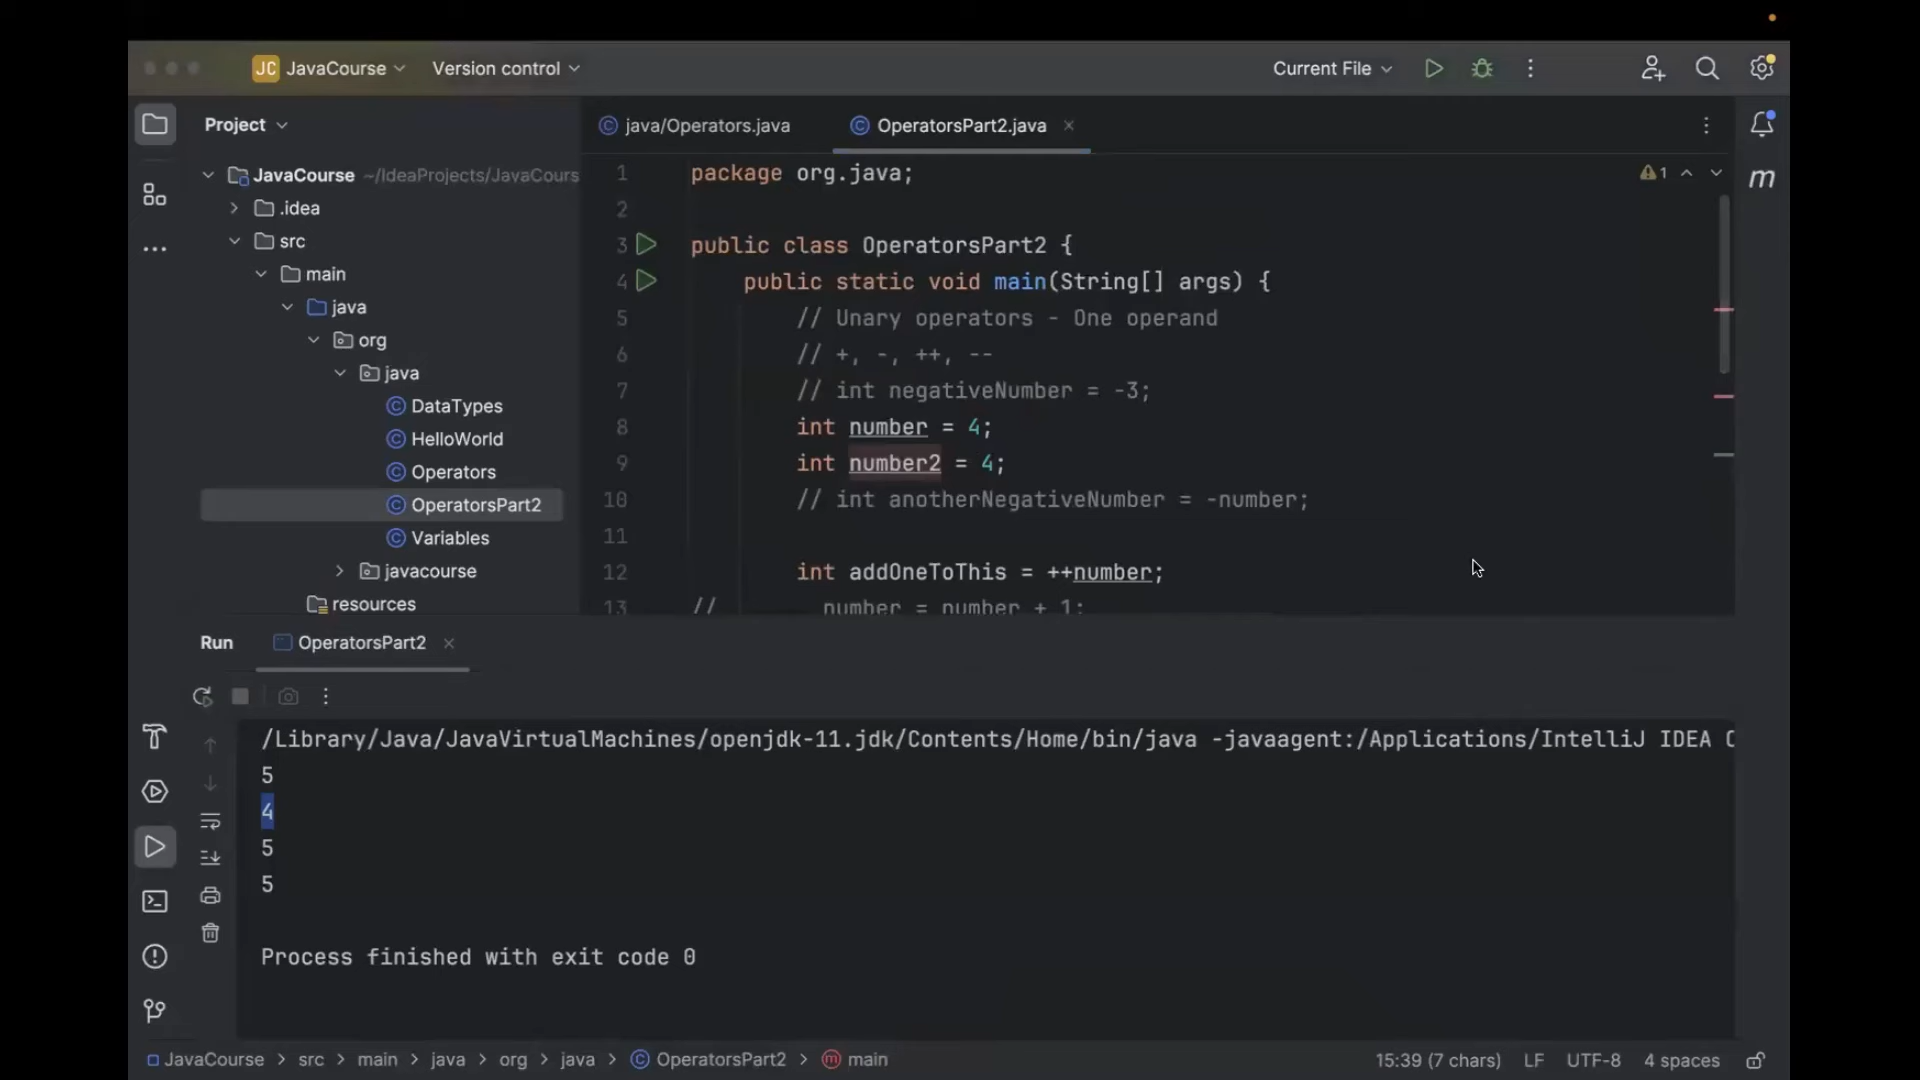 JC JavaCourse Version control Current File
Project java/Operators.java OperatorsPart2.java
JavaCourse ~/IdeaProjects/JavaCours
.idea
src
main
java
org
java
DataTypes
HelloWorld
Operators
OperatorsPart2
Variables
javacourse
resources
1 package org.java;
2
3 public class OperatorsPart2 {
4 public static void main(String[] args) {
5 // Unary operators - One operand
6 // +, -, ++, --
7 // int negativeNumber = -3;
8 int number = 4;
9 int number2 = 4;
10 // int anotherNegativeNumber = -number;
11
12 int addOneToThis = ++number;
13 // number = number + 1;
1
m
Run OperatorsPart2
/Library/Java/JavaVirtualMachines/openjdk-11.jdk/Contents/Home/bin/java -javaagent:/Applications/IntelliJ IDEA C
5
4
5
5
Process finished with exit code 0
JavaCourse > src > main > java > org > java > OperatorsPart2 > m main 15:39 (7 chars) LF UTF-8 4 spaces